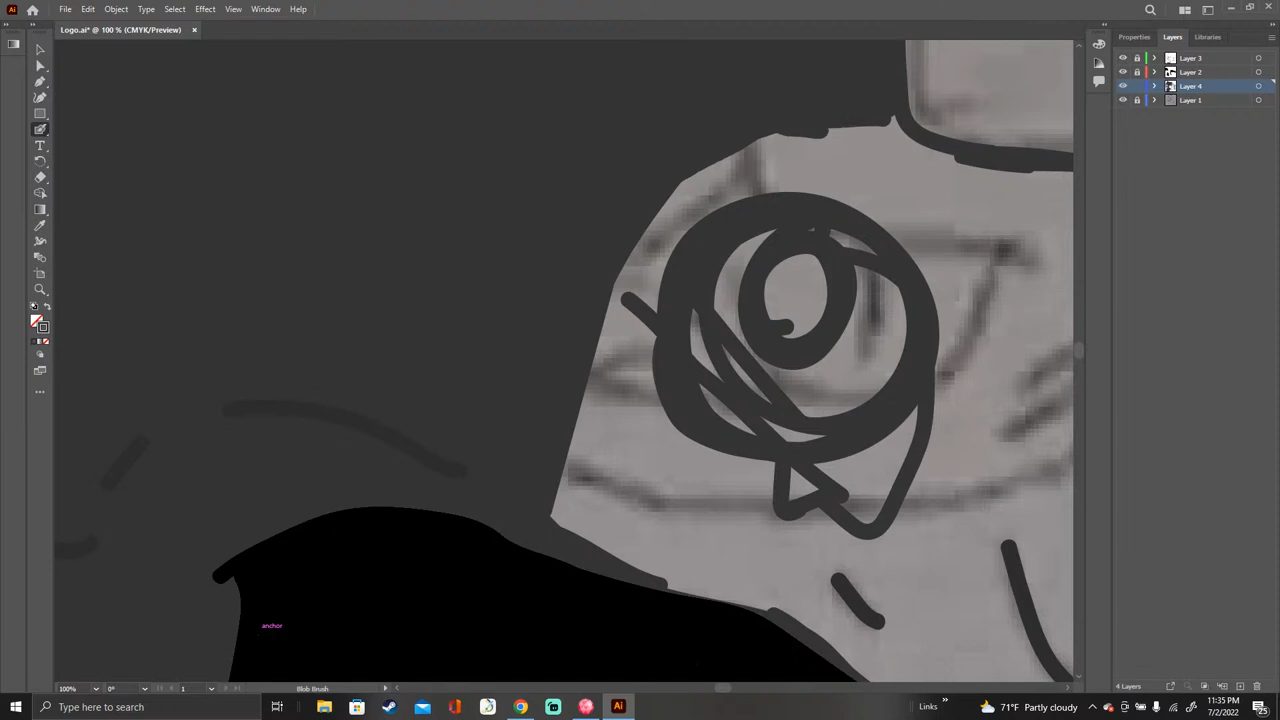 File Edit Object Type Select Effect View Window Help
Logo.ai* @ 100 % (CMYK/Preview) ×
Properties Layers Libraries
Layer 3
Layer 2
Layer 4
Layer 1
anchor
100% 0° 1 Blob Brush 4 Layers
Type here to search Links 71°F Partly cloudy 11:35 PM
7/2/2022